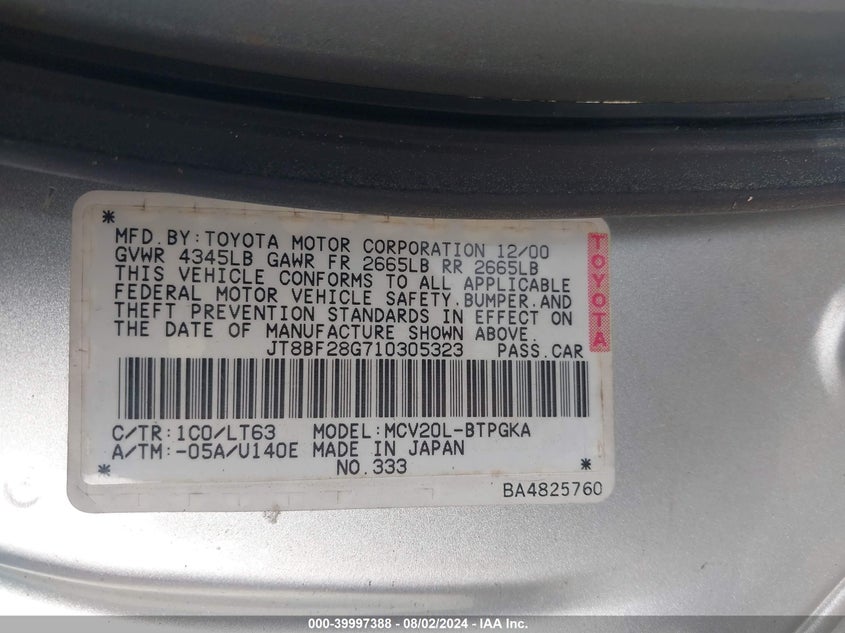 *
MFD.BY:TOYOTA MOTOR CORPORATION 12/00
GVWR 4345LB GAWR FR 2665LB RR 2665LB
THIS VEHICLE CONFORMS TO ALL APPLICABLE
FEDERAL MOTOR VEHICLE SAFETY.BUMPER.AND
THEFT PREVENTION STANDARDS IN EFFECT ON
THE DATE OF MANUFACTURE SHOWN ABOVE.
JT8BF28G710305323 PASS.CAR
TOYOTA
C/TR:1C0/LT63 MODEL:MCV20L-BTPGKA
A/TM:-05A/U140E MADE IN JAPAN
* NO.333 *
BA4825760
000-39997388 - 08/02/2024 - IAA Inc.